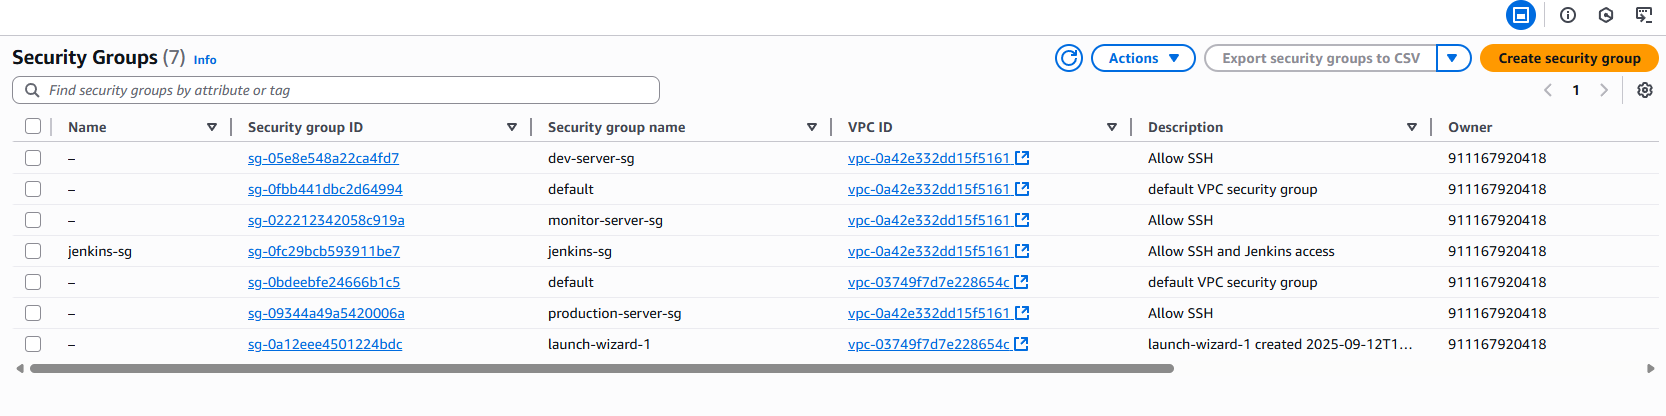 Security Groups (7) Info
Actions
Export security groups to CSV
Create security group
Find security groups by attribute or tag
1
Name Security group ID Security group name VPC ID Description Owner
– sg-05e8e548a22ca4fd7 dev-server-sg vpc-0a42e332dd15f5161 Allow SSH 911167920418
– sg-0fbb441dbc2d64994 default vpc-0a42e332dd15f5161 default VPC security group 911167920418
– sg-022212342058c919a monitor-server-sg vpc-0a42e332dd15f5161 Allow SSH 911167920418
jenkins-sg sg-0fc29bcb593911be7 jenkins-sg vpc-0a42e332dd15f5161 Allow SSH and Jenkins access 911167920418
– sg-0bdeebfe24666b1c5 default vpc-03749f7d7e228654c default VPC security group 911167920418
– sg-09344a49a5420006a production-server-sg vpc-0a42e332dd15f5161 Allow SSH 911167920418
– sg-0a12eee4501224bdc launch-wizard-1 vpc-03749f7d7e228654c launch-wizard-1 created 2025-09-12T1... 911167920418